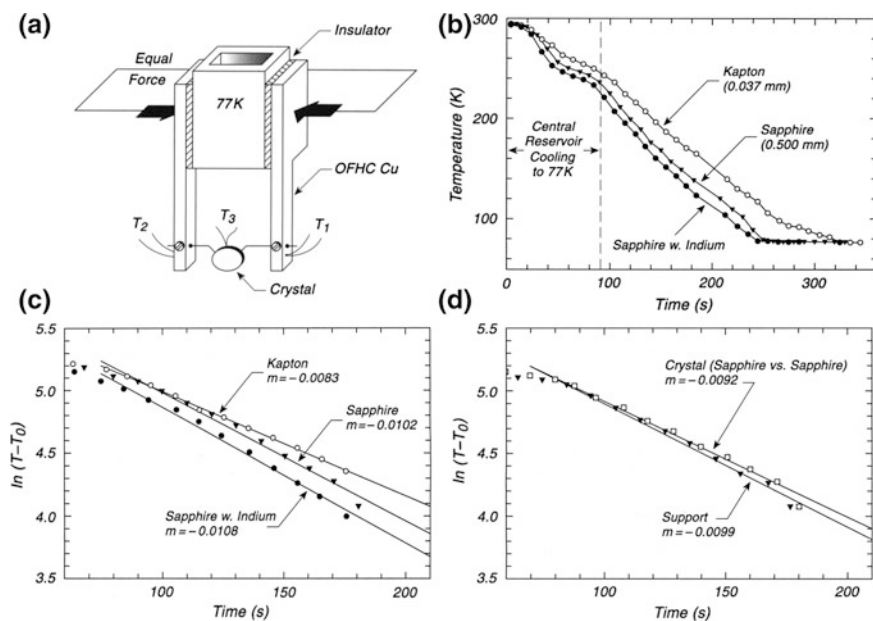 (a)
Insulator
Equal
Force
77K
OFHC Cu
T2
T3
T1
Crystal
(b)
300
200
100
Temperature (K)
Kapton
(0.037 mm)
Sapphire
(0.500 mm)
Central
Reservoir
Cooling
to 77K
Sapphire w. Indium
0
100
200
300
Time (s)
(c)
5.5
5.0
4.5
4.0
3.5
ln (T–T0)
Kapton
m=–0.0083
Sapphire
m=–0.0102
Sapphire w. Indium
m=–0.0108
100
150
200
Time (s)
(d)
5.5
5.0
4.5
4.0
3.5
ln (T–T0)
Crystal (Sapphire vs. Sapphire)
m=–0.0092
Support
m=–0.0099
100
150
200
Time (s)